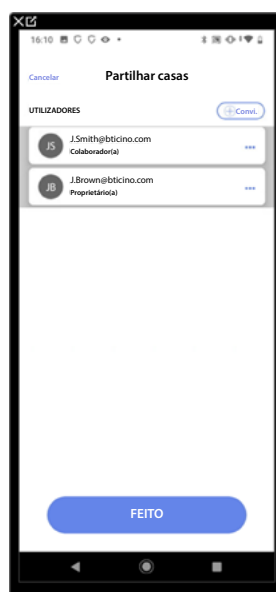 16:10
Cancelar
Partilhar casas
UTILIZADORES
Convi.
JS
J.Smith@bticino.com
Colaborador(a)
JB
J.Brown@bticino.com
Proprietário(a)
FEITO